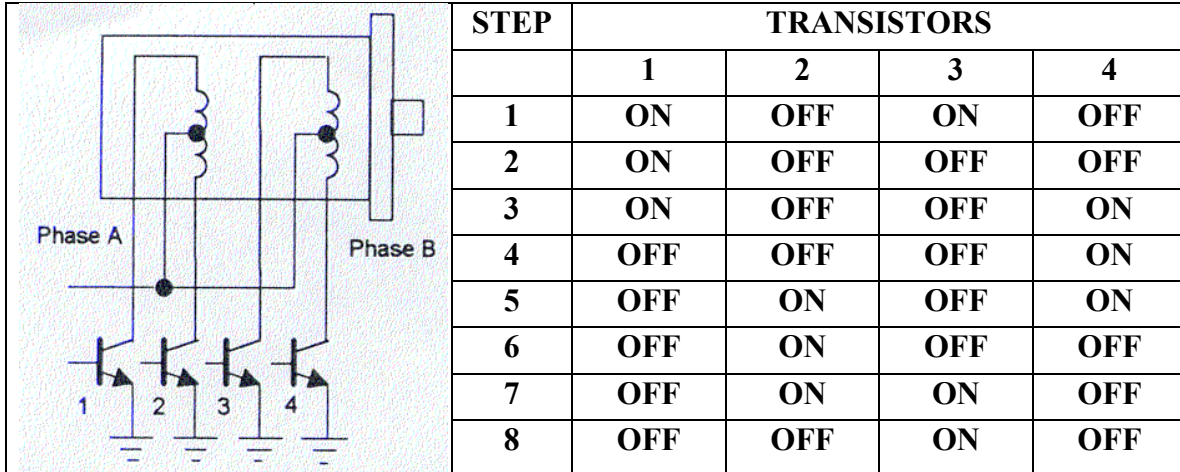 Phase A
Phase B
1 2 3 4
STEP TRANSISTORS
1 2 3 4
1 ON OFF ON OFF
2 ON OFF OFF OFF
3 ON OFF OFF ON
4 OFF OFF OFF ON
5 OFF ON OFF ON
6 OFF ON OFF OFF
7 OFF ON ON OFF
8 OFF OFF ON OFF